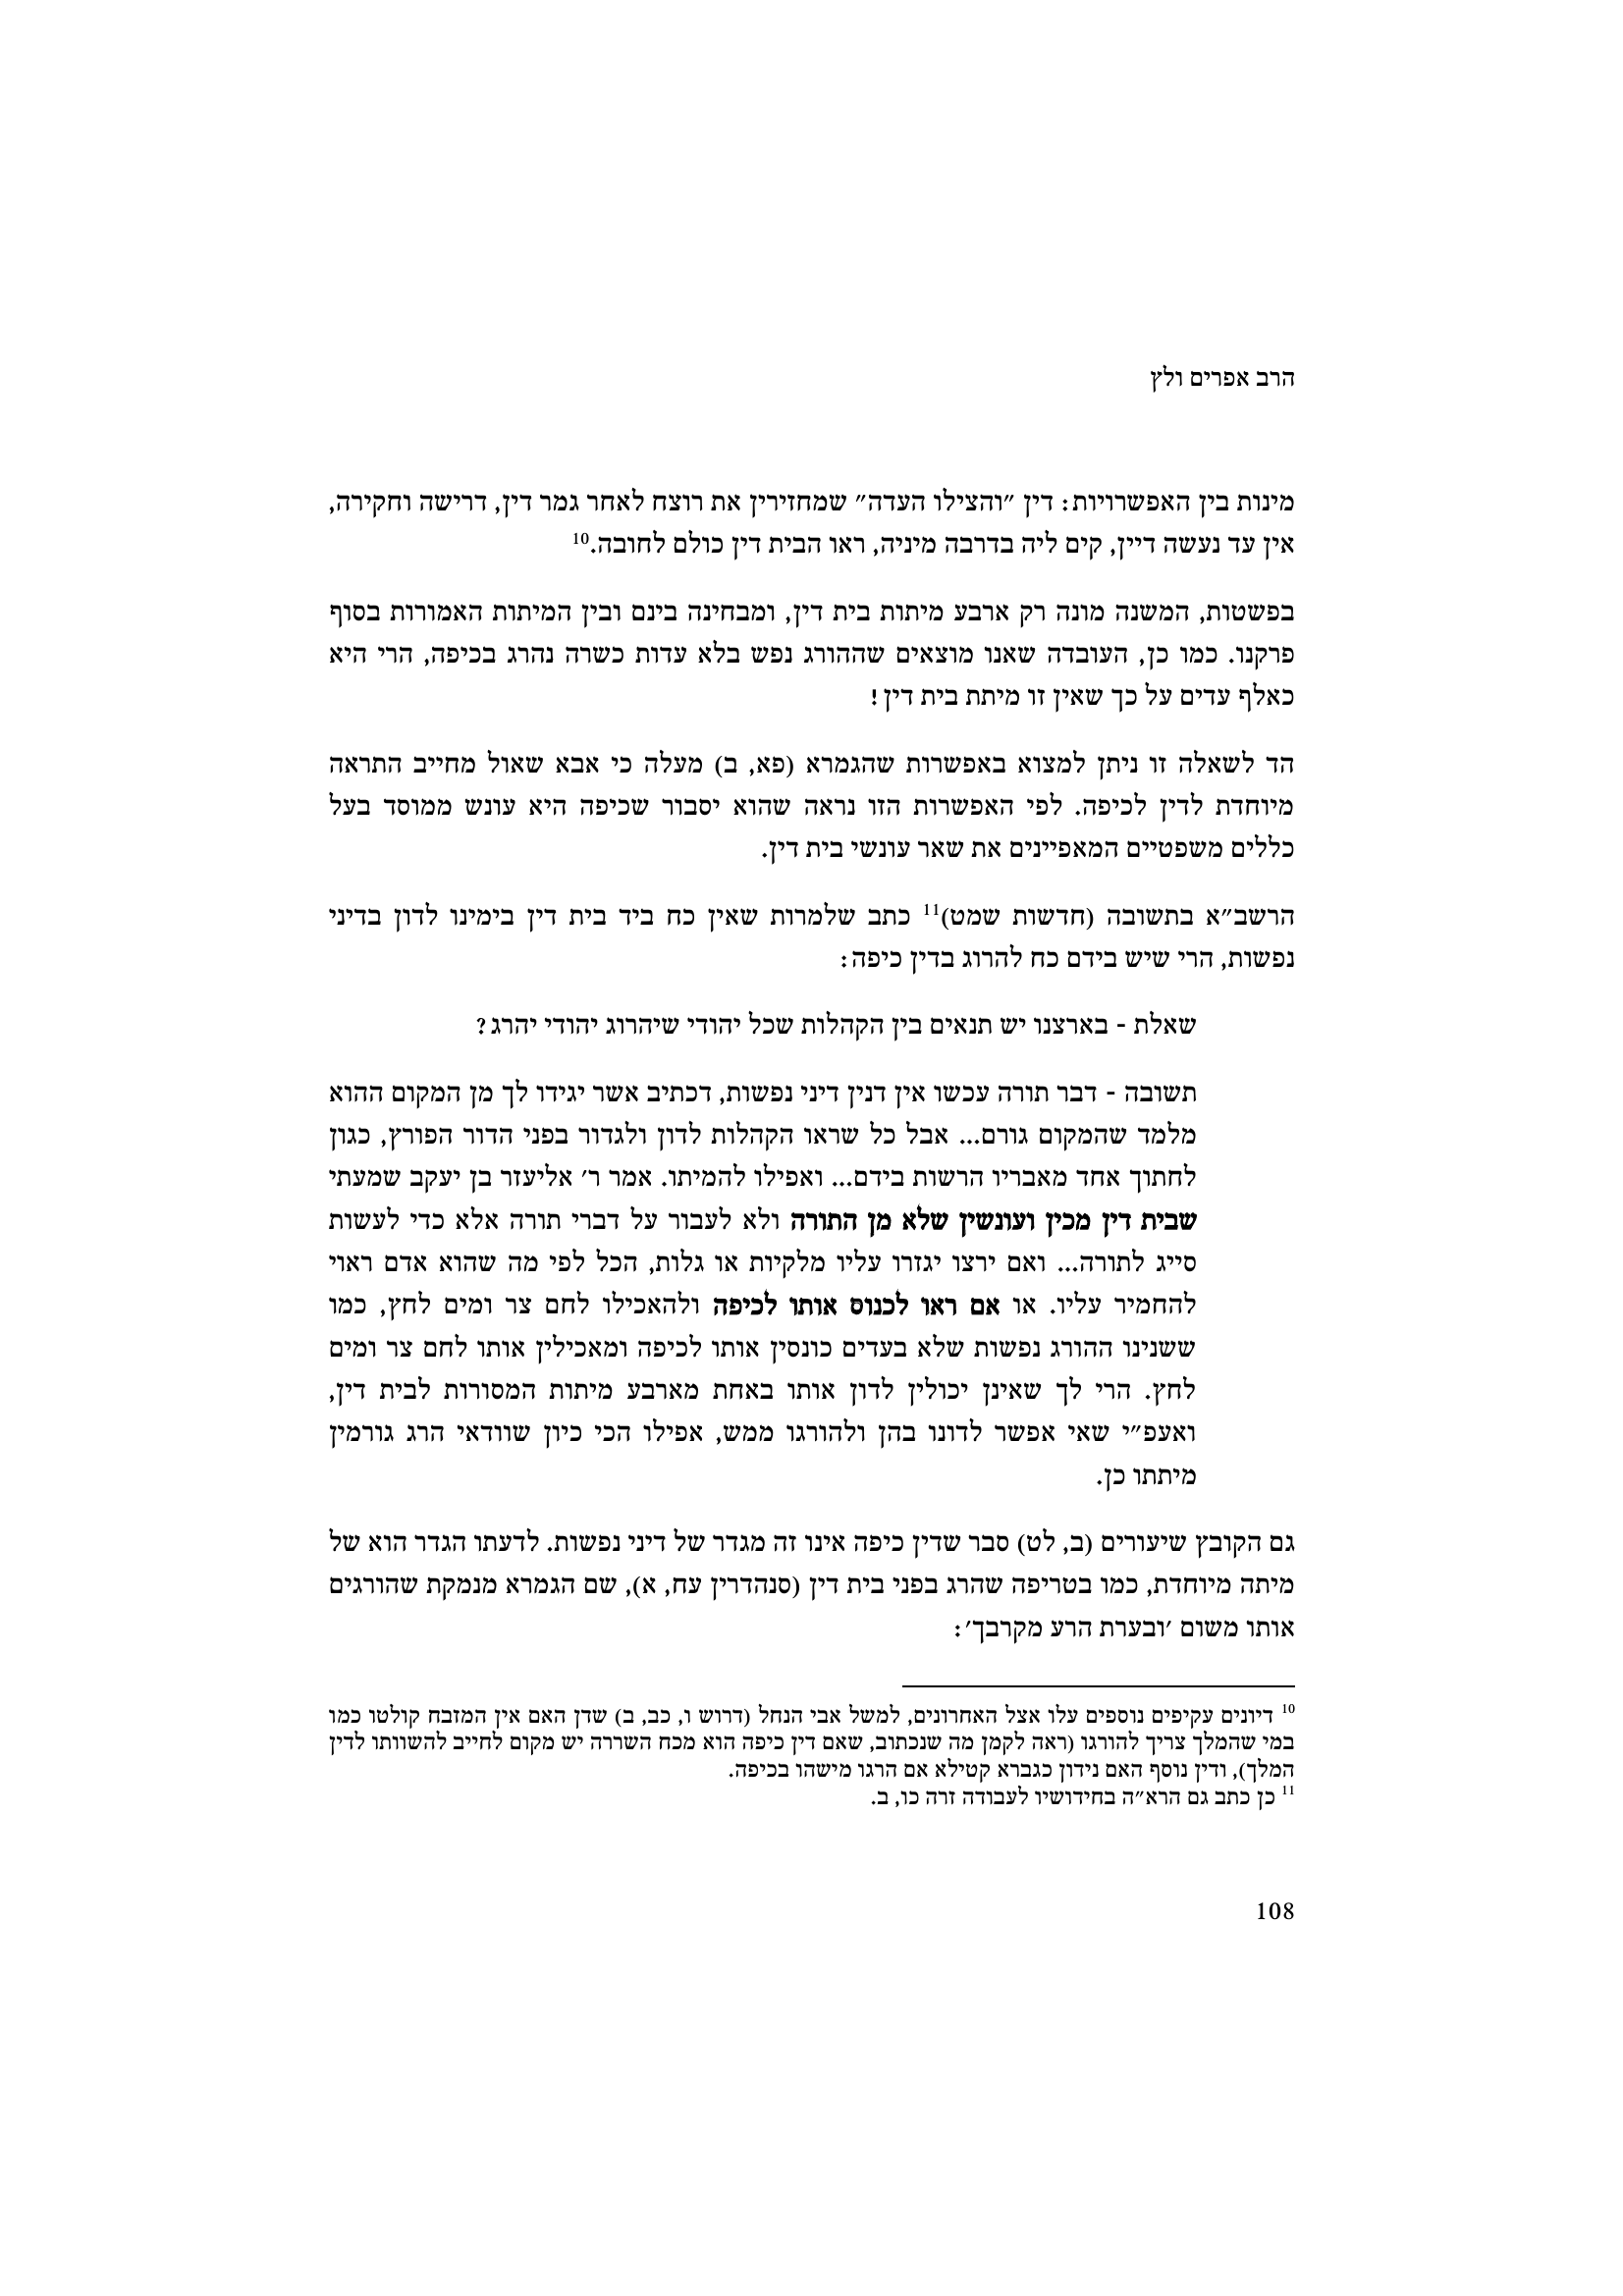 הרב אפרים ולץ
מינות בין האפשרויות: דין ״והצילו העדה״ שמחזירין את רוצח לאחר גמר דין, דרישה וחקירה,
אין עד נעשה דיין, קים ליה בדרבה מיניה, ראו הבית דין כולם לחובה.10
בפשטות, המשנה מונה רק ארבע מיתות בית דין, ומבחינה בינם ובין המיתות האמורות בסוף
פרקנו. כמו כן, העובדה שאנו מוצאים שההורג נפש בלא עדות כשרה נהרג בכיפה, הרי היא
כאלף עדים על כך שאין זו מיתת בית דין!
הד לשאלה זו ניתן למצוא באפשרות שהגמרא (פא, ב) מעלה כי אבא שאול מחייב התראה
מיוחדת לדין לכיפה. לפי האפשרות הזו נראה שהוא יסבור שכיפה היא עונש ממוסד בעל
כללים משפטיים המאפיינים את שאר עונשי בית דין.
הרשב״א בתשובה (חדשות שמט)11 כתב שלמרות שאין כח ביד בית דין בימינו לדון בדיני
נפשות, הרי שיש בידם כח להרוג בדין כיפה:
שאלת - בארצנו יש תנאים בין הקהלות שכל יהודי שיהרוג יהודי יהרג?
תשובה - דבר תורה עכשו אין דנין דיני נפשות, דכתיב אשר יגידו לך מן המקום ההוא
מלמד שהמקום גורם... אבל כל שראו הקהלות לדון ולגדור בפני הדור הפורץ, כגון
לחתוך אחד מאבריו הרשות בידם... ואפילו להמיתו. אמר ר׳ אליעזר בן יעקב שמעתי
שבית דין מכין ועונשין שלא מן התורה ולא לעבור על דברי תורה אלא כדי לעשות
סייג לתורה... ואם ירצו יגזרו עליו מלקיות או גלות, הכל לפי מה שהוא אדם ראוי
להחמיר עליו. או אם ראו לכנוס אותו לכיפה ולהאכילו לחם צר ומים לחץ, כמו
ששנינו ההורג נפשות שלא בעדים כונסין אותו לכיפה ומאכילין אותו לחם צר ומים
לחץ. הרי לך שאינן יכולין לדון אותו באחת מארבע מיתות המסורות לבית דין,
ואעפ״י שאי אפשר לדונו בהן ולהורגו ממש, אפילו הכי כיון שוודאי הרג גורמין
מיתתו כן.
גם הקובץ שיעורים (ב, לט) סבר שדין כיפה אינו זה מגדר של דיני נפשות. לדעתו הגדר הוא של
מיתה מיוחדת, כמו בטריפה שהרג בפני בית דין (סנהדרין עח, א), שם הגמרא מנמקת שהורגים
אותו משום ׳ובערת הרע מקרבך׳:
10 דיונים עקיפים נוספים עלו אצל האחרונים, למשל אבי הנחל (דרוש ו, כב, ב) שדן האם אין המזבח קולטו כמו
במי שהמלך צריך להורגו (ראה לקמן מה שנכתוב, שאם דין כיפה הוא מכח השררה יש מקום לחייב להשוותו לדין
המלך), ודין נוסף האם נידון כגברא קטילא אם הרגו מישהו בכיפה.
11 כן כתב גם הרא״ה בחידושיו לעבודה זרה כו, ב.
108